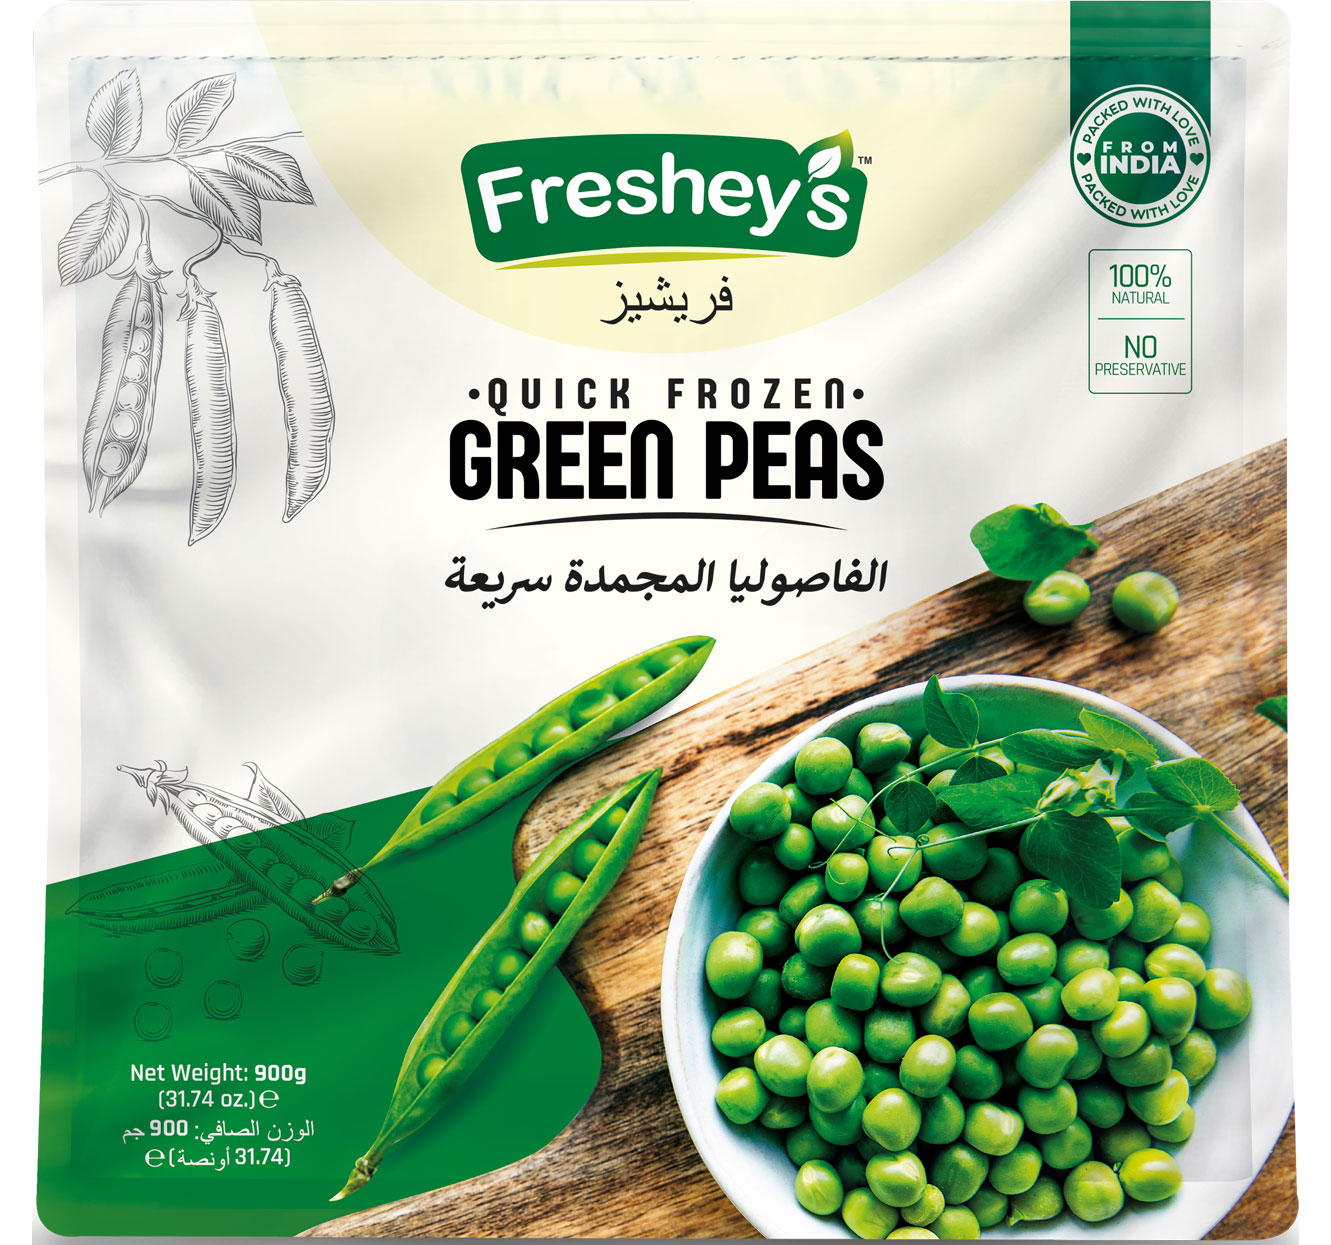 Freshey's™
فريشيز
PACKED WITH LOVE
FROM
INDIA
PACKED WITH LOVE
100%
NATURAL
NO
PRESERVATIVE
•QUICK FROZEN•
GREEN PEAS
الفاصوليا المجمدة سريعة
Net Weight: 900g
(31.74 oz.) ℮
الوزن الصافي: 900 جم
(31.74 أونصة) ℮